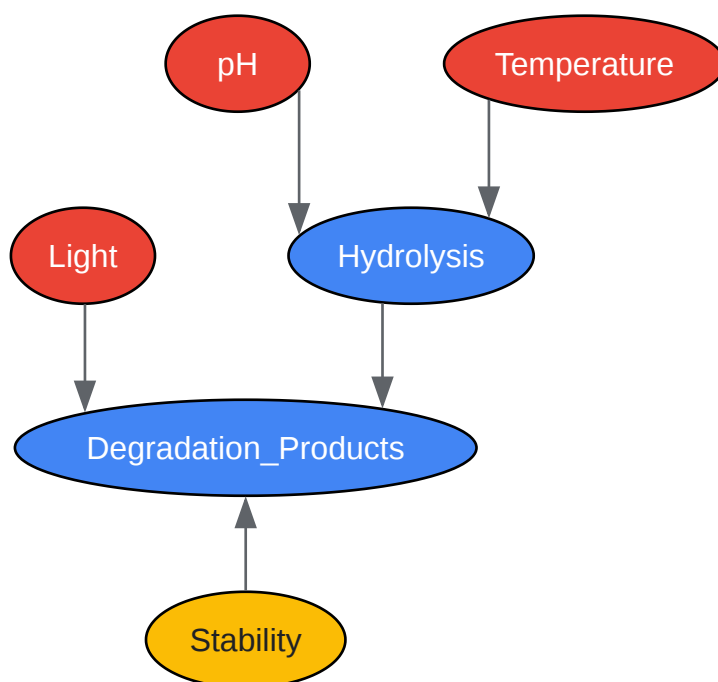 pH
Temperature
Light
Hydrolysis
Degradation_Products
Stability